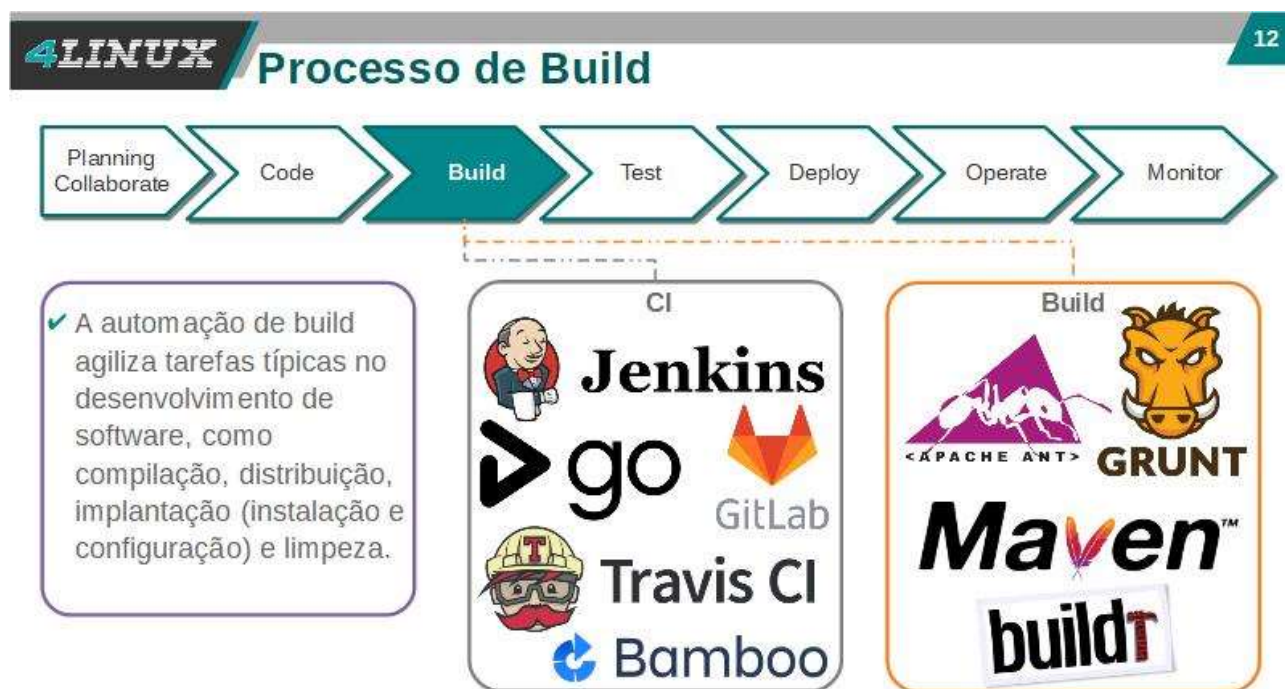 4LINUX
Processo de Build
12
Planning
Collaborate
Code
Build
Test
Deploy
Operate
Monitor
✔ A automação de build
agiliza tarefas típicas no
desenvolvimento de
software, como
compilação, distribuição,
implantação (instalação e
configuração) e limpeza.
CI
Jenkins
go
GitLab
T
Travis CI
Bamboo
Build
<APACHE ANT>
GRUNT
Maven™
buildr